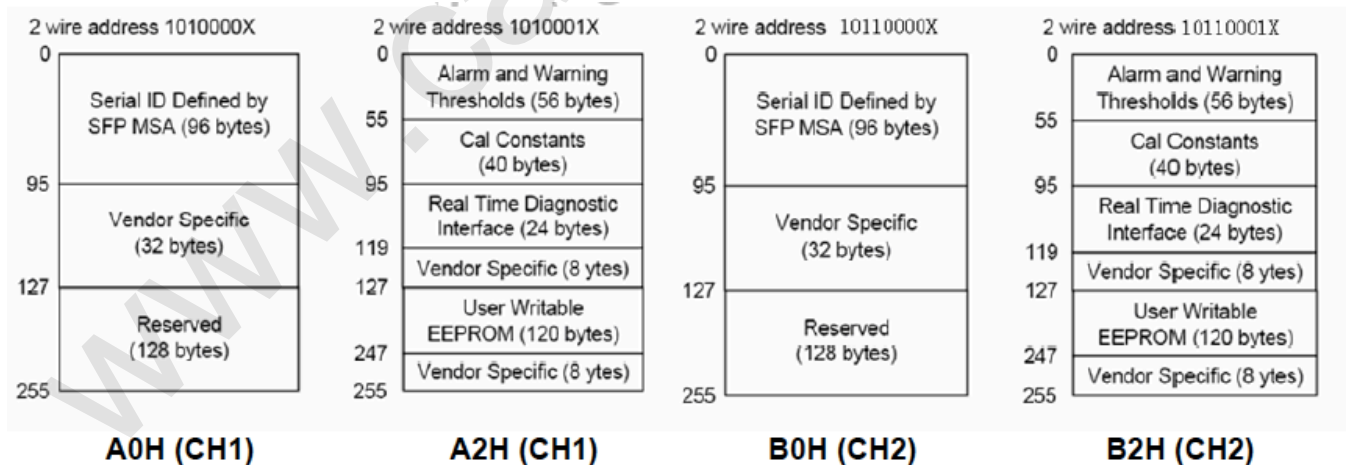 2 wire address 1010000X
0
Serial ID Defined by
SFP MSA (96 bytes)
95
Vendor Specific
(32 bytes)
127
Reserved
(128 bytes)
255
A0H (CH1)
2 wire address 1010001X
0
Alarm and Warning
Thresholds (56 bytes)
55
Cal Constants
(40 bytes)
95
Real Time Diagnostic
Interface (24 bytes)
119
Vendor Specific (8 ytes)
127
User Writable
EEPROM (120 bytes)
247
Vendor Specific (8 ytes)
255
A2H (CH1)
2 wire address 10110000X
0
Serial ID Defined by
SFP MSA (96 bytes)
95
Vendor Specific
(32 bytes)
127
Reserved
(128 bytes)
255
B0H (CH2)
2 wire address 10110001X
0
Alarm and Warning
Thresholds (56 bytes)
55
Cal Constants
(40 bytes)
95
Real Time Diagnostic
Interface (24 bytes)
119
Vendor Specific (8 ytes)
127
User Writable
EEPROM (120 bytes)
247
Vendor Specific (8 ytes)
255
B2H (CH2)